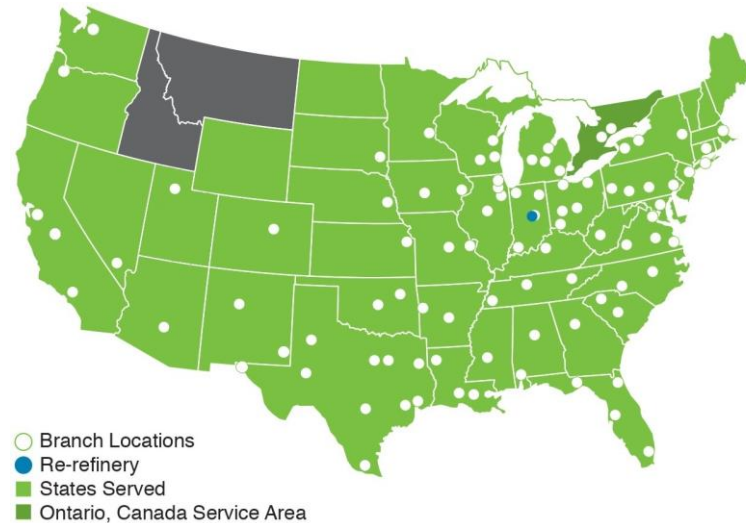 Branch Locations
Re-refinery
States Served
Ontario, Canada Service Area